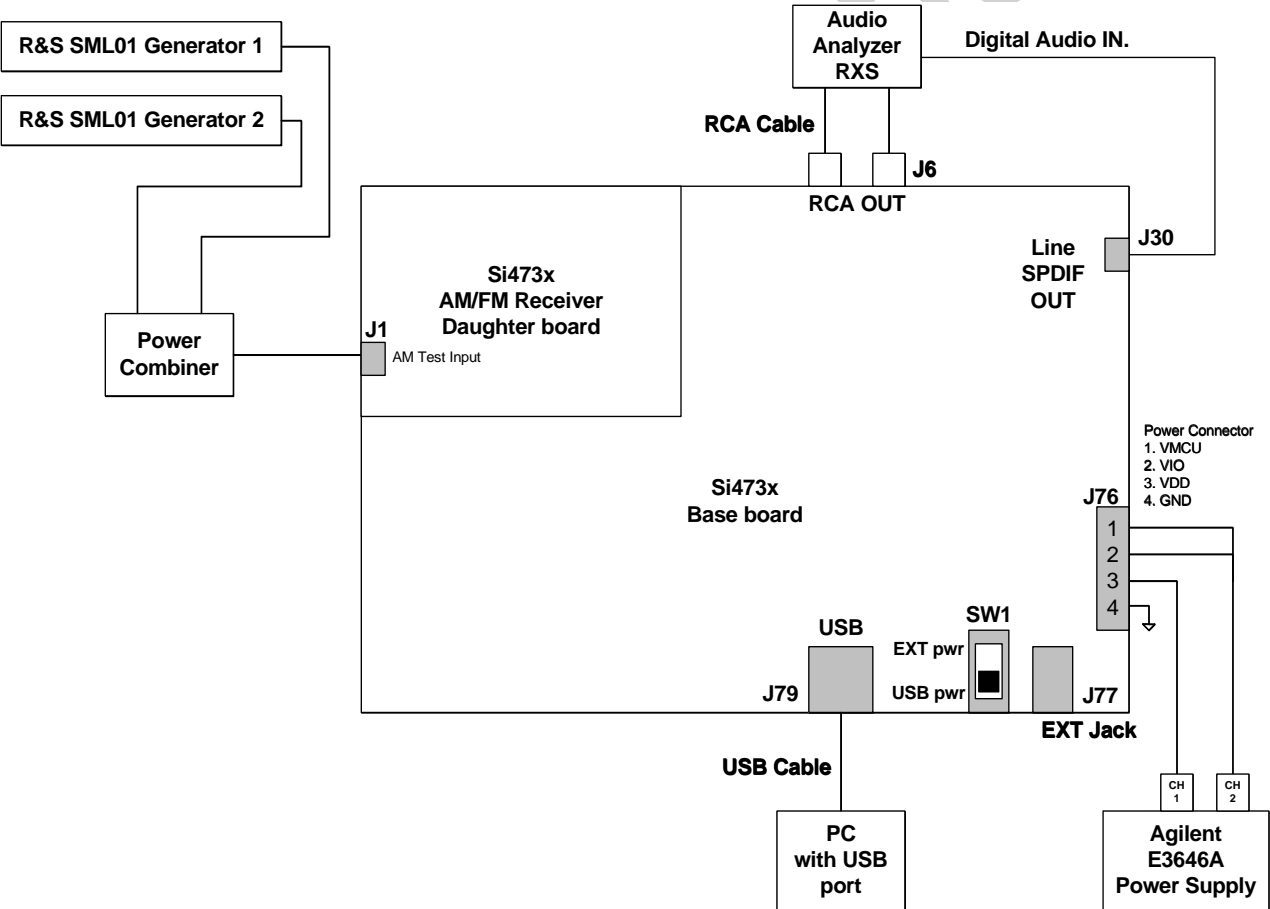 R&S SML01 Generator 1
R&S SML01 Generator 2
Power
Combiner
Audio
Analyzer
RXS
Digital Audio IN.
RCA Cable
J6
RCA OUT
Line
SPDIF
OUT
J30
Si473x
AM/FM Receiver
Daughter board
J1
AM Test Input
Si473x
Base board
Power Connector
1. VMCU
2. VIO
3. VDD
4. GND
J76
1
2
3
4
USB
J79
SW1
EXT pwr
USB pwr
J77
EXT Jack
USB Cable
PC
with USB
port
CH
1
CH
2
Agilent
E3646A
Power Supply